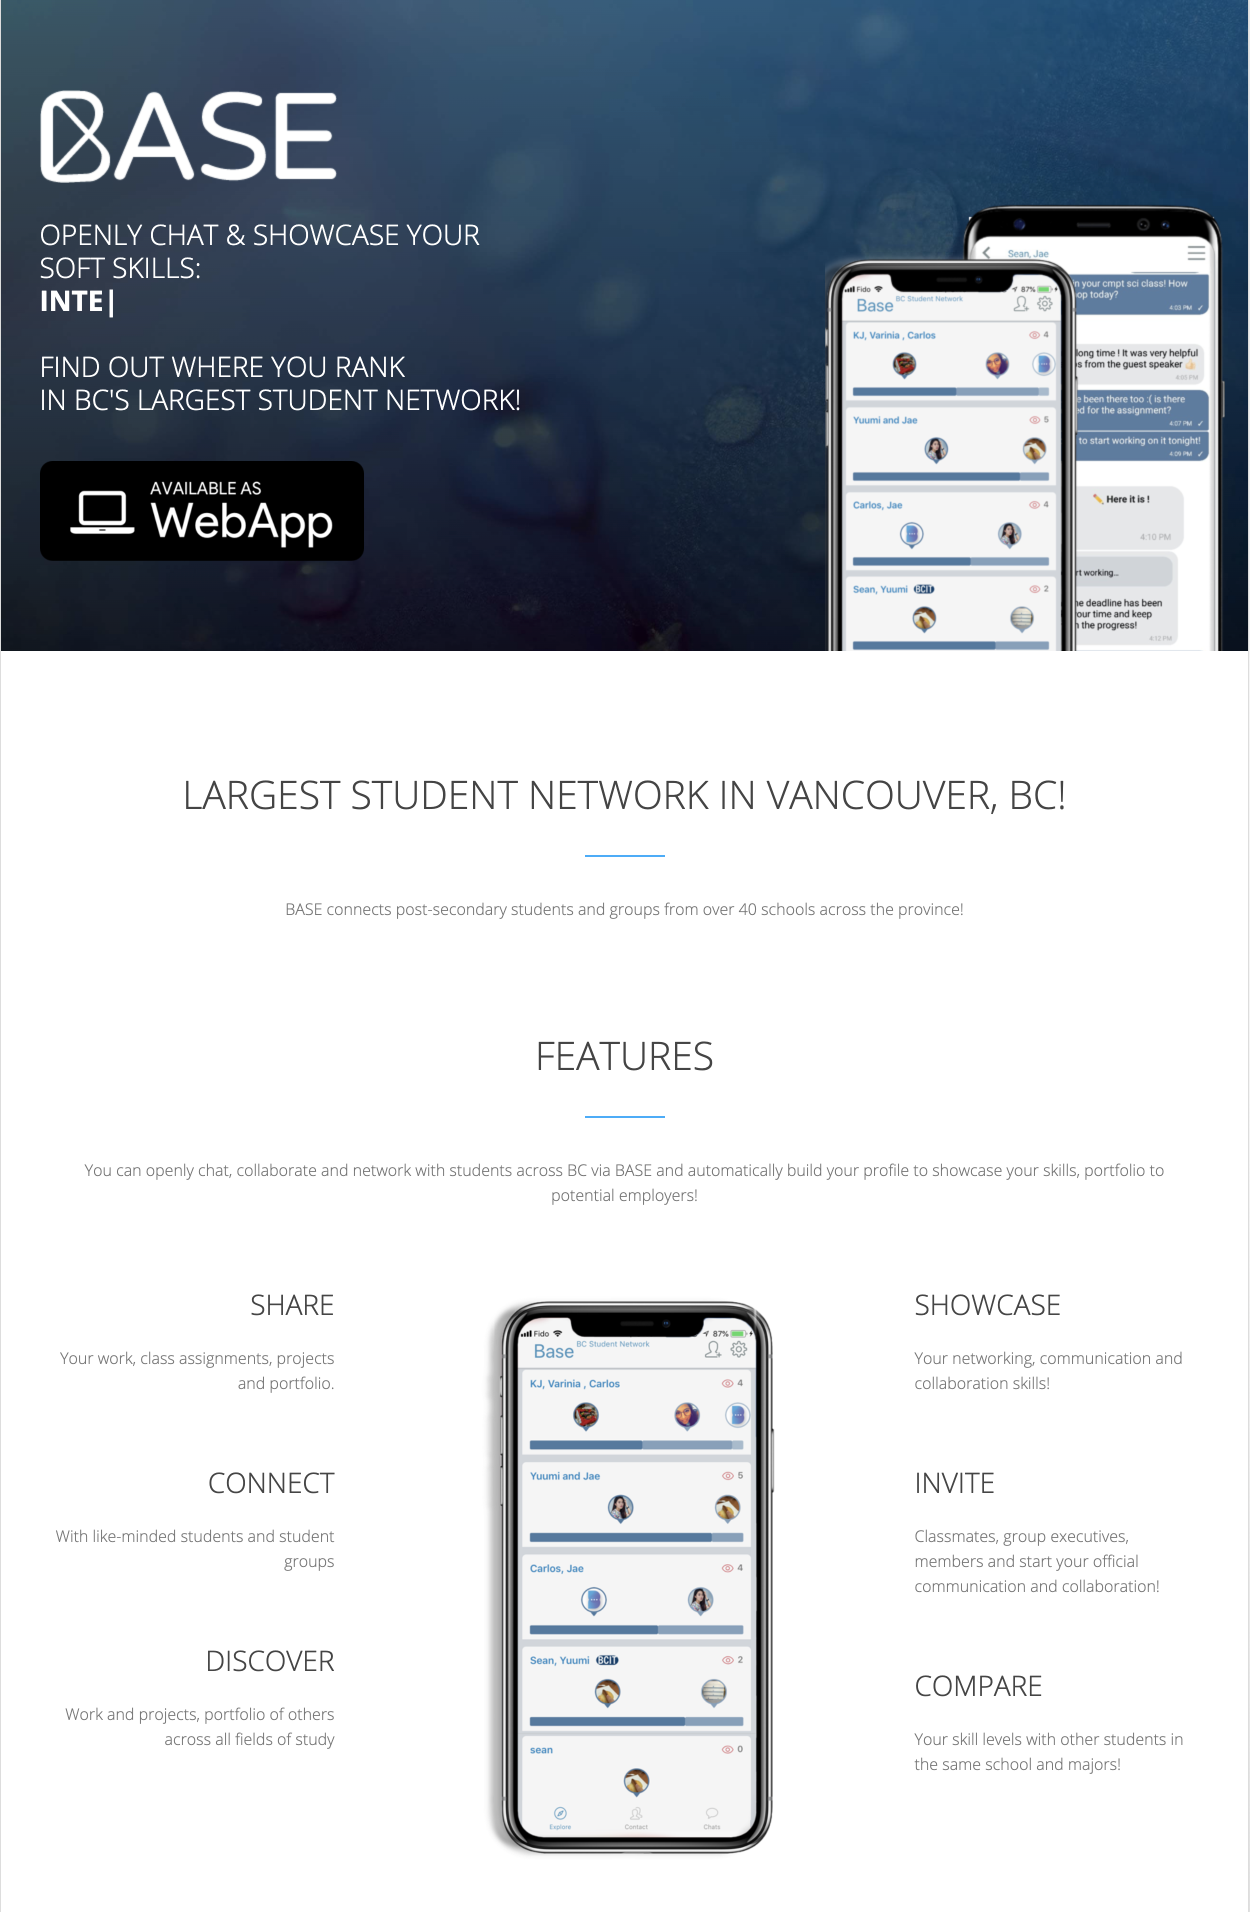 BASE
OPENLY CHAT & SHOWCASE YOUR
SOFT SKILLS:
INTE|
FIND OUT WHERE YOU RANK
IN BC'S LARGEST STUDENT NETWORK!
AVAILABLE AS
WebApp
Fido
87%
Base BC Student Network
KJ, Varinia , Carlos
4
Yuumi and Jae
5
Carlos, Jae
4
Sean, Yuumi BCIT
2
Sean, Jae
n your cmpt sci class! How
op today?
4:03 PM ✓
long time ! It was very helpful
s from the guest speaker 👍🏻
4:05 PM
e been there too :( is there
ed for the assignment?
4:07 PM ✓
to start working on it tonight!
4:09 PM ✓
✏️ Here it is !
4:10 PM
rt working...
he deadline has been
our time and keep
n the progress!
4:12 PM
LARGEST STUDENT NETWORK IN VANCOUVER, BC!
BASE connects post-secondary students and groups from over 40 schools across the province!
FEATURES
You can openly chat, collaborate and network with students across BC via BASE and automatically build your profile to showcase your skills, portfolio to
potential employers!
SHARE
Your work, class assignments, projects
and portfolio.
CONNECT
With like-minded students and student
groups
DISCOVER
Work and projects, portfolio of others
across all fields of study
Fido
87%
Base BC Student Network
KJ, Varinia , Carlos
4
Yuumi and Jae
5
Carlos, Jae
4
Sean, Yuumi BCIT
2
sean
0
Explore
Contact
Chats
SHOWCASE
Your networking, communication and
collaboration skills!
INVITE
Classmates, group executives,
members and start your official
communication and collaboration!
COMPARE
Your skill levels with other students in
the same school and majors!